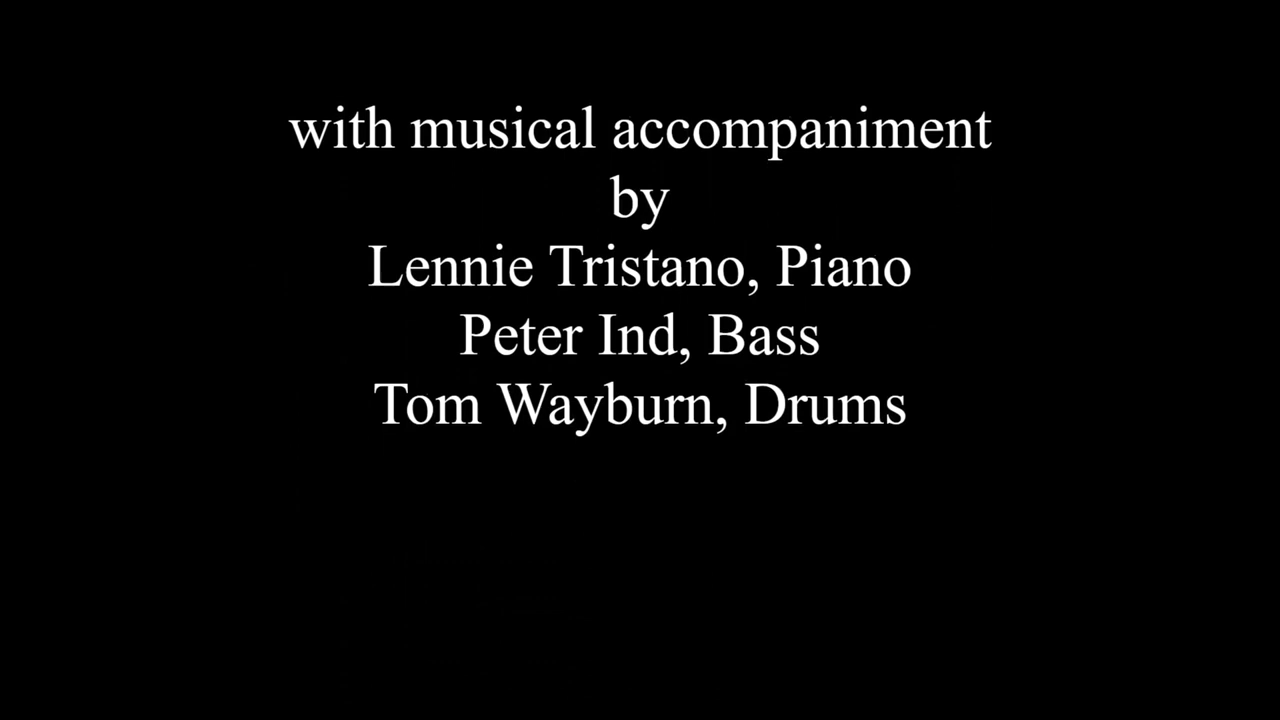 with musical accompaniment
by
Lennie Tristano, Piano
Peter Ind, Bass
Tom Wayburn, Drums